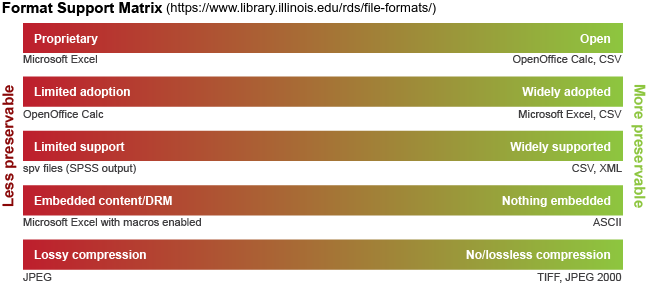 Format Support Matrix (https://www.library.illinois.edu/rds/file-formats/)
Less preservable
More preservable
Proprietary Open
Microsoft Excel OpenOffice Calc, CSV
Limited adoption Widely adopted
OpenOffice Calc Microsoft Excel, CSV
Limited support Widely supported
spv files (SPSS output) CSV, XML
Embedded content/DRM Nothing embedded
Microsoft Excel with macros enabled ASCII
Lossy compression No/lossless compression
JPEG TIFF, JPEG 2000